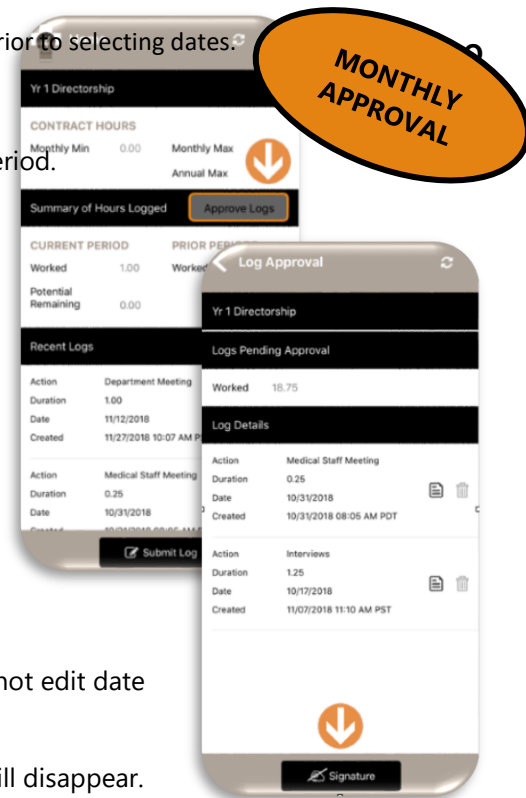 rior to selecting dates.
MONTHLY
APPROVAL
eriod.
Yr 1 Directorship
CONTRACT HOURS
Monthly Min 0.00 Monthly Max
Annual Max
Summary of Hours Logged Approve Logs
CURRENT PERIOD PRIOR PERI
Worked 1.00 Worked
Potential
Remaining 0.00
Recent Logs
Action Department Meeting
Duration 1.00
Date 11/12/2018
Created 11/27/2018 10:07 AM P
Action Medical Staff Meeting
Duration 0.25
Date 10/31/2018
Submit Log
Log Approval
Yr 1 Directorship
Logs Pending Approval
Worked 18.75
Log Details
Action Medical Staff Meeting
Duration 0.25
Date 10/31/2018
Created 10/31/2018 08:05 AM PDT
Action Interviews
Duration 1.25
Date 10/17/2018
Created 11/07/2018 11:10 AM PST
Signature
not edit date
ill disappear.